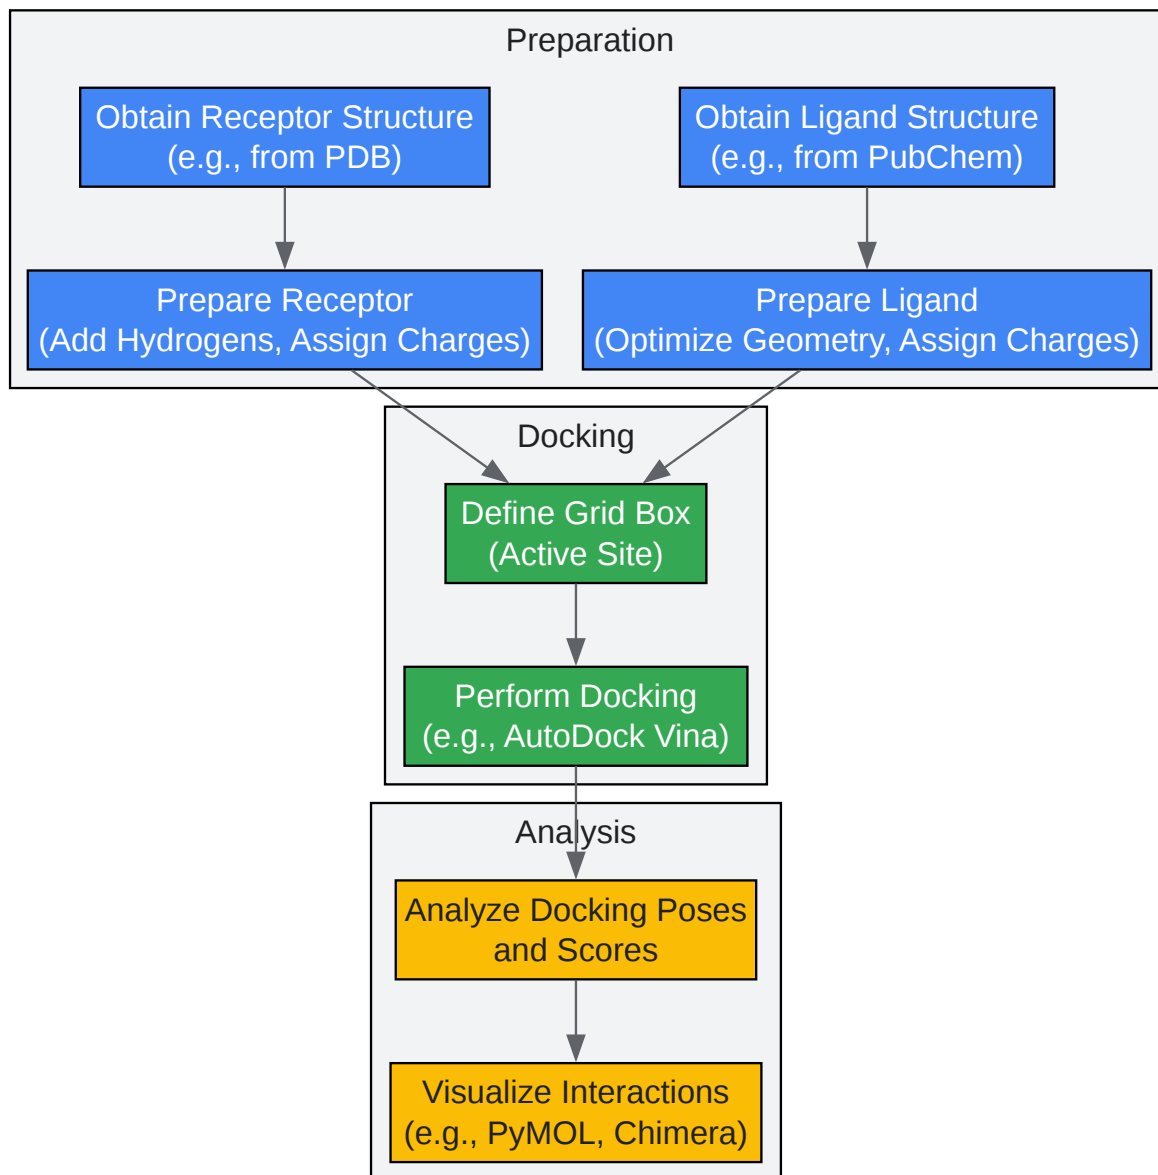 Preparation
Obtain Receptor Structure
(e.g., from PDB)
Obtain Ligand Structure
(e.g., from PubChem)
Prepare Receptor
(Add Hydrogens, Assign Charges)
Prepare Ligand
(Optimize Geometry, Assign Charges)
Docking
Define Grid Box
(Active Site)
Perform Docking
(e.g., AutoDock Vina)
Analysis
Analyze Docking Poses
and Scores
Visualize Interactions
(e.g., PyMOL, Chimera)